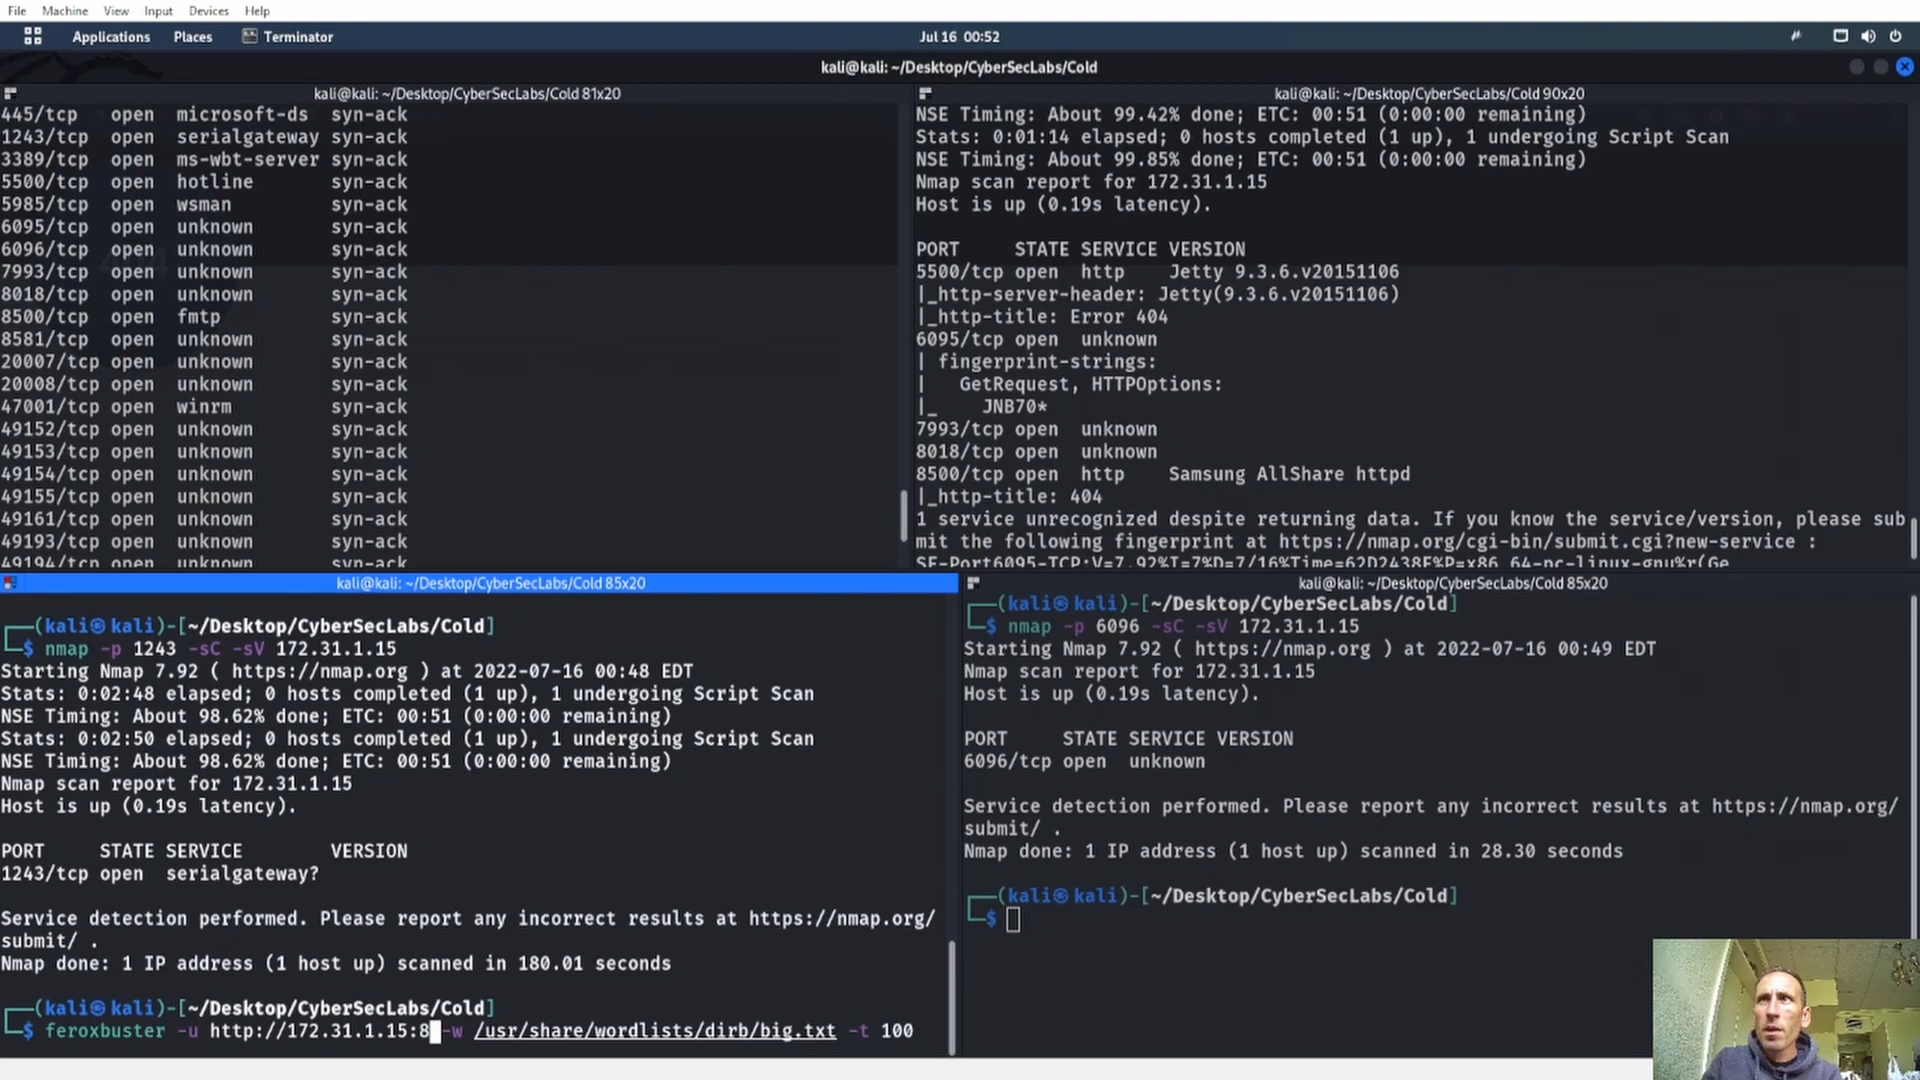 File Machine View Input Devices Help
Applications Places Terminator Jul 16 00:52
kali@kali: ~/Desktop/CyberSecLabs/Cold
kali@kali: ~/Desktop/CyberSecLabs/Cold 81x20
445/tcp open microsoft-ds syn-ack
1243/tcp open serialgateway syn-ack
3389/tcp open ms-wbt-server syn-ack
5500/tcp open hotline syn-ack
5985/tcp open wsman syn-ack
6095/tcp open unknown syn-ack
6096/tcp open unknown syn-ack
7993/tcp open unknown syn-ack
8018/tcp open unknown syn-ack
8500/tcp open fmtp syn-ack
8581/tcp open unknown syn-ack
20007/tcp open unknown syn-ack
20008/tcp open unknown syn-ack
47001/tcp open winrm syn-ack
49152/tcp open unknown syn-ack
49153/tcp open unknown syn-ack
49154/tcp open unknown syn-ack
49155/tcp open unknown syn-ack
49161/tcp open unknown syn-ack
49193/tcp open unknown syn-ack
49194/tcp open unknown syn-ack
kali@kali: ~/Desktop/CyberSecLabs/Cold 90x20
NSE Timing: About 99.42% done; ETC: 00:51 (0:00:00 remaining)
Stats: 0:01:14 elapsed; 0 hosts completed (1 up), 1 undergoing Script Scan
NSE Timing: About 99.85% done; ETC: 00:51 (0:00:00 remaining)
Nmap scan report for 172.31.1.15
Host is up (0.19s latency).
PORT STATE SERVICE VERSION
5500/tcp open http Jetty 9.3.6.v20151106
|_http-server-header: Jetty(9.3.6.v20151106)
|_http-title: Error 404
6095/tcp open unknown
| fingerprint-strings:
| GetRequest, HTTPOptions:
|_ JNB70*
7993/tcp open unknown
8018/tcp open unknown
8500/tcp open http Samsung AllShare httpd
|_http-title: 404
1 service unrecognized despite returning data. If you know the service/version, please sub
mit the following fingerprint at https://nmap.org/cgi-bin/submit.cgi?new-service :
SF-Port6095-TCP:V=7.92%I=7%D=7/16%Time=62D2438E%P=x86_64-pc-linux-gnu%r(Ge
kali@kali: ~/Desktop/CyberSecLabs/Cold 85x20
(kali㉿kali)-[~/Desktop/CyberSecLabs/Cold]
$ nmap -p 1243 -sC -sV 172.31.1.15
Starting Nmap 7.92 ( https://nmap.org ) at 2022-07-16 00:48 EDT
Stats: 0:02:48 elapsed; 0 hosts completed (1 up), 1 undergoing Script Scan
NSE Timing: About 98.62% done; ETC: 00:51 (0:00:00 remaining)
Stats: 0:02:50 elapsed; 0 hosts completed (1 up), 1 undergoing Script Scan
NSE Timing: About 98.62% done; ETC: 00:51 (0:00:00 remaining)
Nmap scan report for 172.31.1.15
Host is up (0.19s latency).
PORT STATE SERVICE VERSION
1243/tcp open serialgateway?
Service detection performed. Please report any incorrect results at https://nmap.org/
submit/ .
Nmap done: 1 IP address (1 host up) scanned in 180.01 seconds
(kali㉿kali)-[~/Desktop/CyberSecLabs/Cold]
$ feroxbuster -u http://172.31.1.15:8 -w /usr/share/wordlists/dirb/big.txt -t 100
kali@kali: ~/Desktop/CyberSecLabs/Cold 85x20
(kali㉿kali)-[~/Desktop/CyberSecLabs/Cold]
$ nmap -p 6096 -sC -sV 172.31.1.15
Starting Nmap 7.92 ( https://nmap.org ) at 2022-07-16 00:49 EDT
Nmap scan report for 172.31.1.15
Host is up (0.19s latency).
PORT STATE SERVICE VERSION
6096/tcp open unknown
Service detection performed. Please report any incorrect results at https://nmap.org/
submit/ .
Nmap done: 1 IP address (1 host up) scanned in 28.30 seconds
(kali㉿kali)-[~/Desktop/CyberSecLabs/Cold]
$